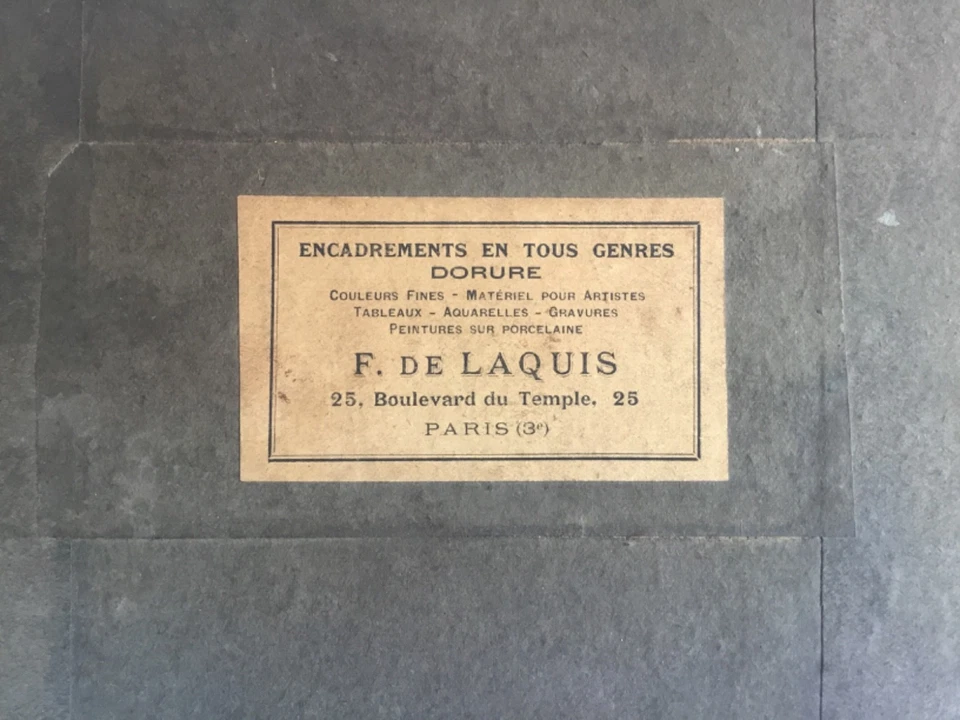 ENCADREMENTS EN TOUS GENRES
DORURE
COULEURS FINES - MATÉRIEL POUR ARTISTES
TABLEAUX - AQUARELLES - GRAVURES
PEINTURES SUR PORCELAINE
F. DE LAQUIS
25, Boulevard du Temple, 25
PARIS (3e)